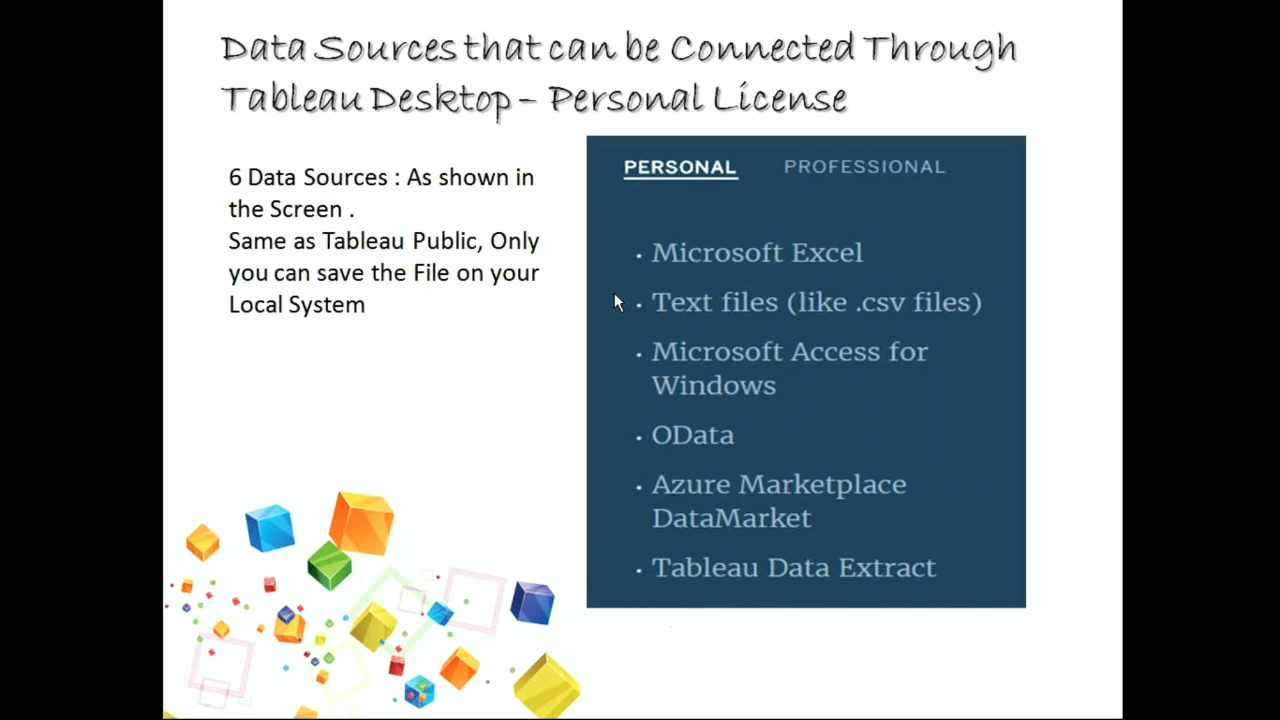 Data Sources that can be Connected Through
Tableau Desktop – Personal License
6 Data Sources : As shown in
the Screen .
Same as Tableau Public, Only
you can save the File on your
Local System
PERSONAL PROFESSIONAL
• Microsoft Excel
• Text files (like .csv files)
• Microsoft Access for
Windows
• OData
• Azure Marketplace
DataMarket
• Tableau Data Extract